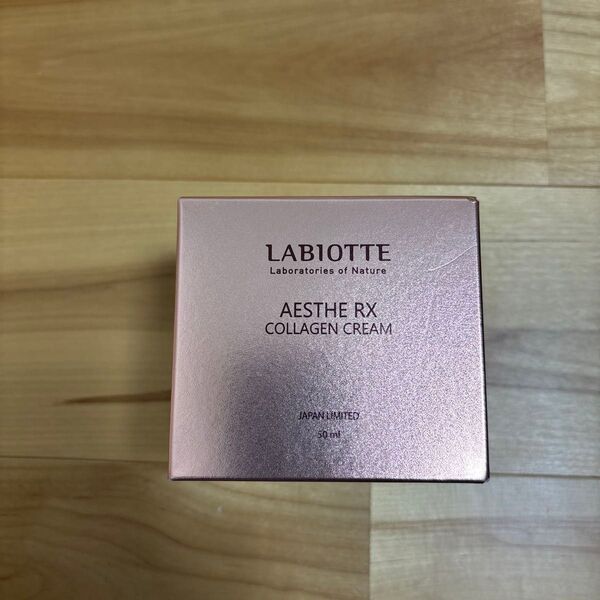 LABIOTTE
Laboratories of Nature
AESTHE RX
COLLAGEN CREAM
JAPAN LIMITED
50 ml